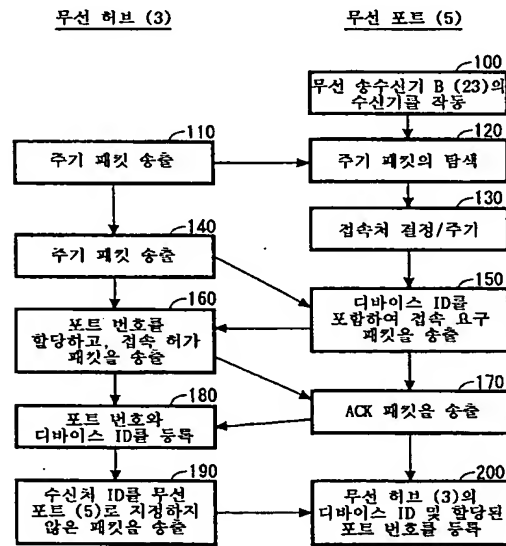 무선 허브 (3)
무선 포트 (5)
100
무선 송수신기 B (23)의
수신기를 작동
110
주기 패킷 송출
120
주기 패킷의 탐색
130
접속처 결정/주기
140
주기 패킷 송출
150
디바이스 ID를
포함하여 접속 요구
패킷을 송출
160
포트 번호를
할당하고, 접속 허가
패킷을 송출
170
ACK 패킷을 송출
180
포트 번호와
디바이스 ID를 등록
190
수신처 ID를 무선
포트 (5)로 지정하지
않은 패킷을 송출
200
무선 허브 (3)의
디바이스 ID 및 할당된
포트 번호를 등록